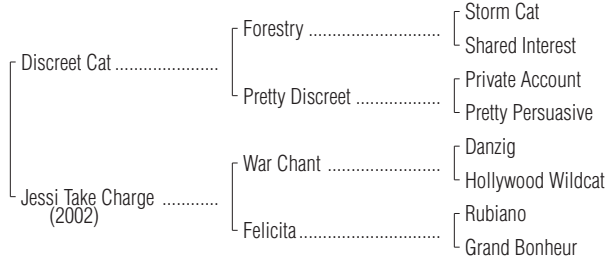 Storm Cat
Forestry ................................
Shared Interest
Discreet Cat .........................
Private Account
Pretty Discreet .....................
Pretty Persuasive
Danzig
War Chant ...........................
Hollywood Wildcat
Jessi Take Charge .............
(2002)
Rubiano
Felicita..................................
Grand Bonheur